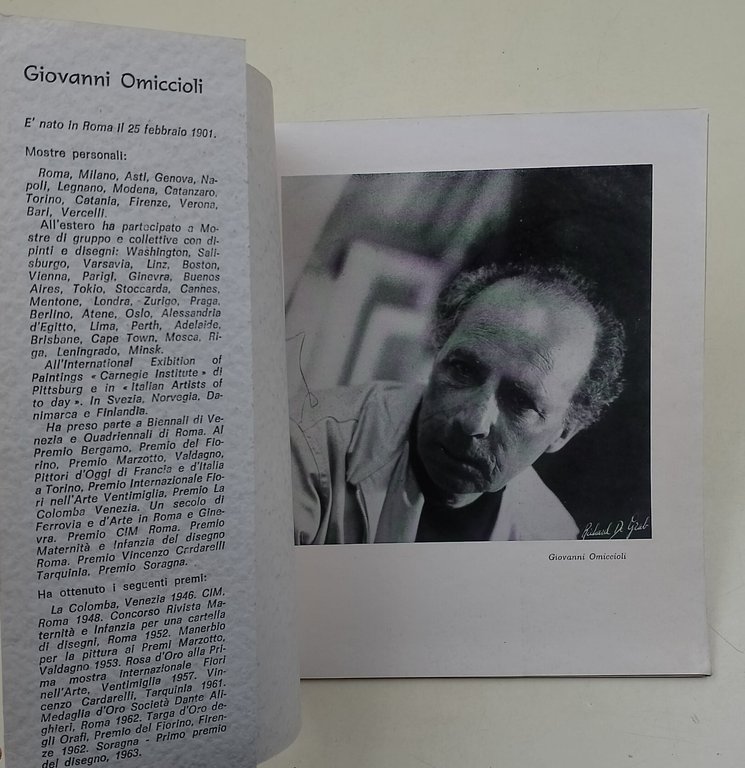 Giovanni Omiccioli
E' nato in Roma il 25 febbraio 1901.
Mostre personali:
Roma, Milano, Asti, Genova, Na-
poli, Legnano, Modena, Catanzaro,
Torino, Catania, Firenze, Verona,
Bari, Vercelli.
All'estero ha partecipato a Mo-
stre di gruppo e collettive con di-
pinti e disegni: Washington, Sali-
sburgo, Varsavia, Linz, Boston,
Vienna, Parigi, Ginevra, Buenos
Aires, Tokio, Stoccarda, Cannes,
Mentone, Londra, Zurigo, Praga,
Berlino, Atene, Oslo, Alessandria
d'Egitto, Lima, Perth, Adelaide,
Brisbane, Cape Town, Mosca, Ri-
ga, Leningrado, Minsk.
All'International Exibition of
Paintings « Carnegie Institute » di
Pittsburg e in « Italian Artists of
to day ». In Svezia, Norvegia, Da-
nimarca e Finlandia.
Ha preso parte a Biennali di Ve-
nezia e Quadriennali di Roma. Al
Premio Bergamo, Premio del Fio-
rino, Premio Marzotto, Valdagno,
Pittori d'Oggi di Francia e d'Italia
a Torino, Premio Internazionale Fio-
ri nell'Arte Ventimiglia, Premio La
Colomba Venezia. Un secolo di
Ferrovia e d'Arte in Roma e Gine-
vra. Premio CIM Roma. Premio
Maternità e Infanzia del disegno
Roma. Premio Vincenzo Cardarelli
Tarquinia. Premio Soragna.
Ha ottenuto i seguenti premi:
La Colomba, Venezia 1946. CIM,
Roma 1948. Concorso Rivista Ma-
ternità e Infanzia per una cartella
di disegni, Roma 1952. Manerbio
per la pittura ai Premi Marzotto,
Valdagno 1953. Rosa d'Oro alla Pri-
ma mostra Internazionale Fiori
nell'Arte, Ventimiglia 1957. Vin-
cenzo Cardarelli, Tarquinia 1961.
Medaglia d'Oro Società Dante Ali-
ghieri, Roma 1962. Targa d'Oro de-
gli Orafi, Premio del Fiorino, Firen-
ze 1962. Soragna - Primo premio
del disegno, 1963.
Giovanni Omiccioli